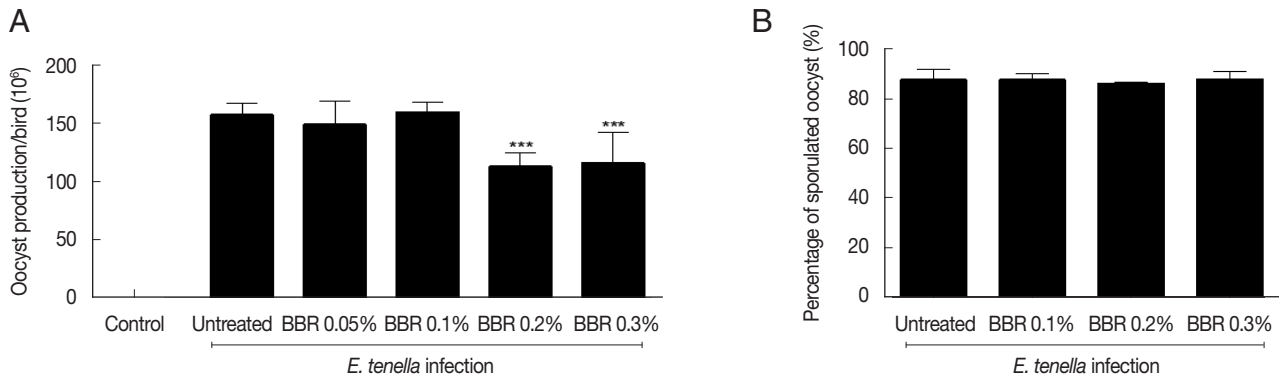 A
Oocyst production/bird (10⁶)
200
150
100
50
0
***
***
Control
Untreated
BBR 0.05%
BBR 0.1%
BBR 0.2%
BBR 0.3%
E. tenella infection
B
Percentage of sporulated oocyst (%)
100
80
60
40
20
0
Untreated
BBR 0.1%
BBR 0.2%
BBR 0.3%
E. tenella infection